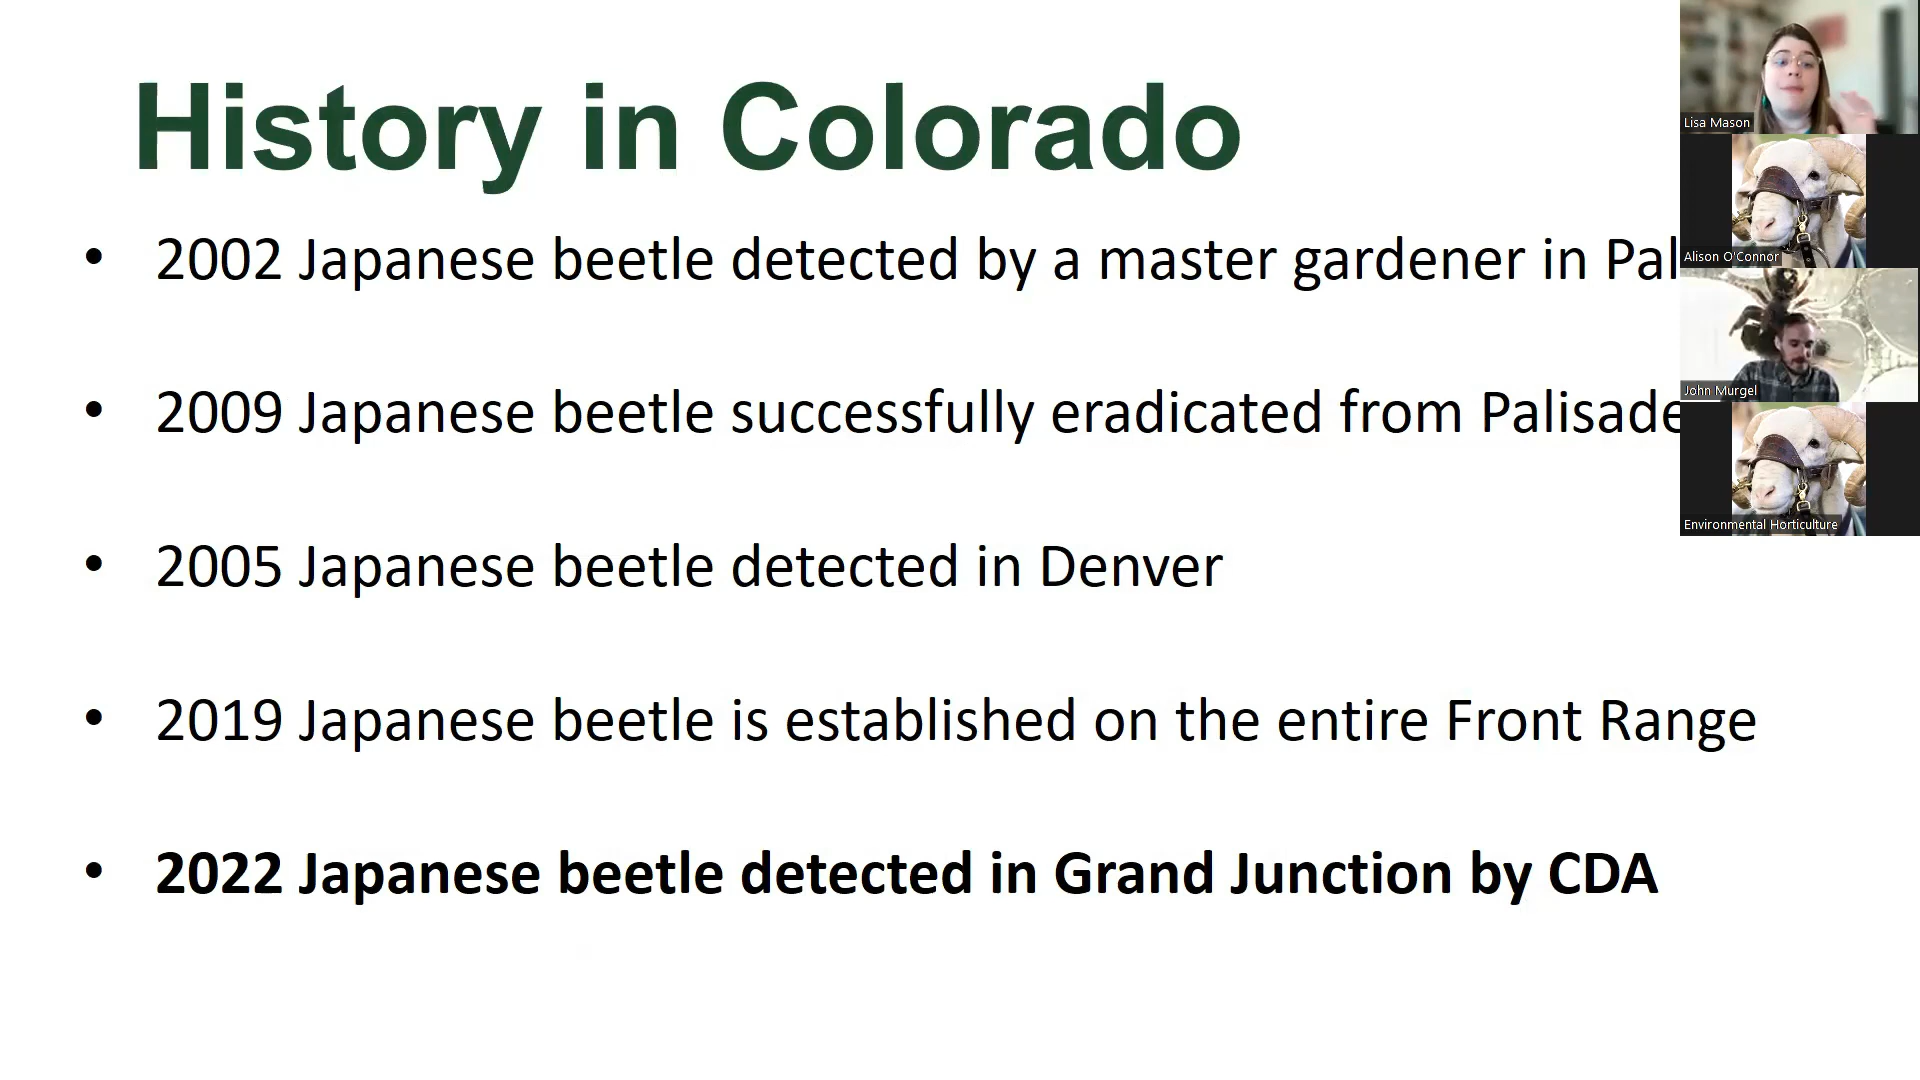 History in Colorado
• 2002 Japanese beetle detected by a master gardener in Pal
• 2009 Japanese beetle successfully eradicated from Palisade
• 2005 Japanese beetle detected in Denver
• 2019 Japanese beetle is established on the entire Front Range
• 2022 Japanese beetle detected in Grand Junction by CDA
Lisa Mason
Alison O'Connor
John Murgel
Environmental Horticulture